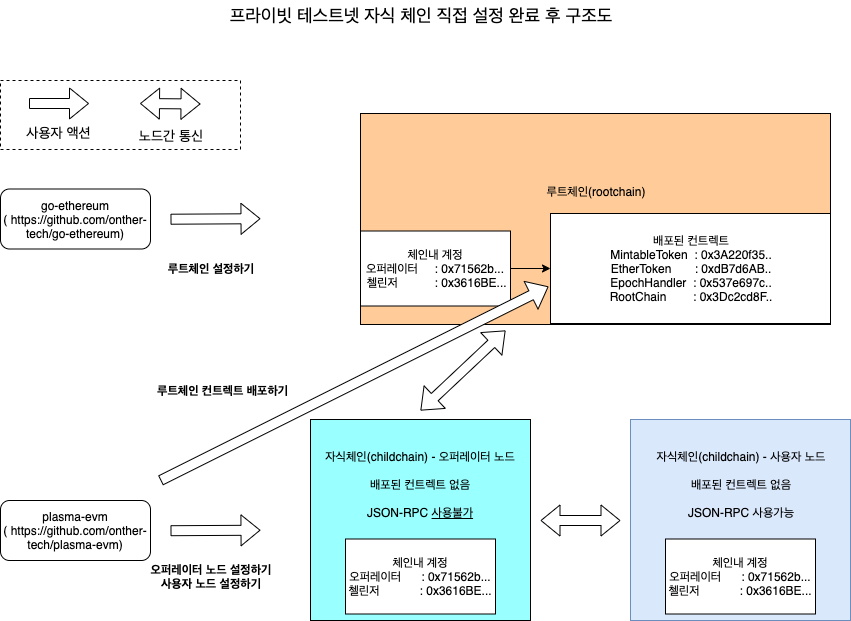 프라이빗 테스트넷 자식 체인 직접 설정 완료 후 구조도
사용자 액션
노드간 통신
go-ethereum
( https://github.com/onther-
tech/go-ethereum)
루트체인 설정하기
루트체인(rootchain)
체인내 계정
오퍼레이터 : 0x71562b...
첼린저 : 0x3616BE...
배포된 컨트렉트
MintableToken : 0x3A220f35..
EtherToken : 0xdB7d6AB..
EpochHandler : 0x537e697c..
RootChain : 0x3Dc2cd8F..
루트체인 컨트렉트 배포하기
plasma-evm
( https://github.com/onther-
tech/plasma-evm)
오퍼레이터 노드 설정하기
사용자 노드 설정하기
자식체인(childchain) - 오퍼레이터 노드
배포된 컨트렉트 없음
JSON-RPC 사용불가
체인내 계정
오퍼레이터 : 0x71562b...
첼린저 : 0x3616BE...
자식체인(childchain) - 사용자 노드
배포된 컨트렉트 없음
JSON-RPC 사용가능
체인내 계정
오퍼레이터 : 0x71562b...
첼린저 : 0x3616BE...